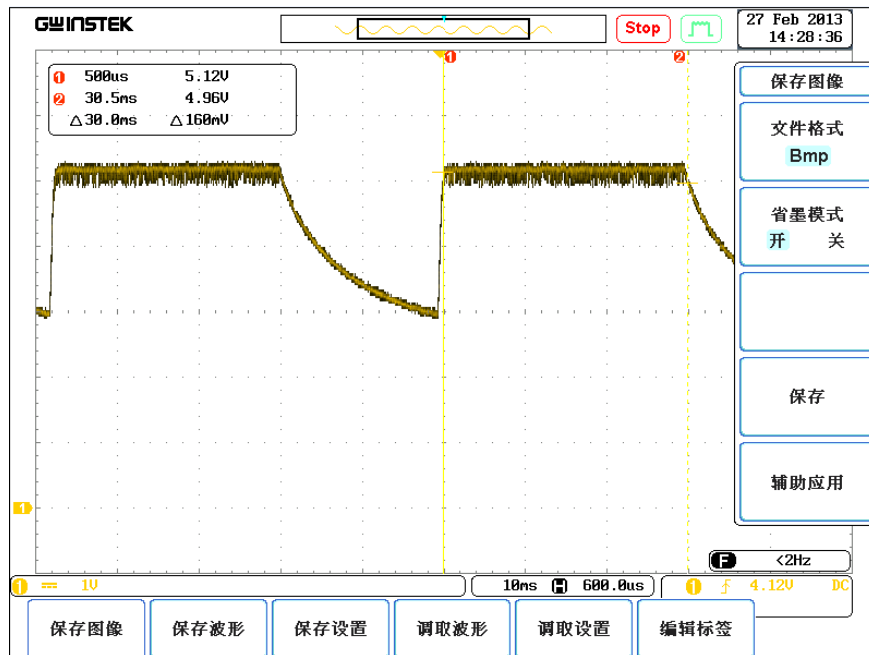 GWINSTEK
Stop
27 Feb 2013
14:28:36
1 500us 5.12V
2 30.5ms 4.96V
△30.0ms △160mV
1
2
保存图像
文件格式
Bmp
省墨模式
开 关
保存
辅助应用
1
F <2Hz
1 1V
10ms H 600.0us
1 4.12V DC
保存图像
保存波形
保存设置
调取波形
调取设置
编辑标签